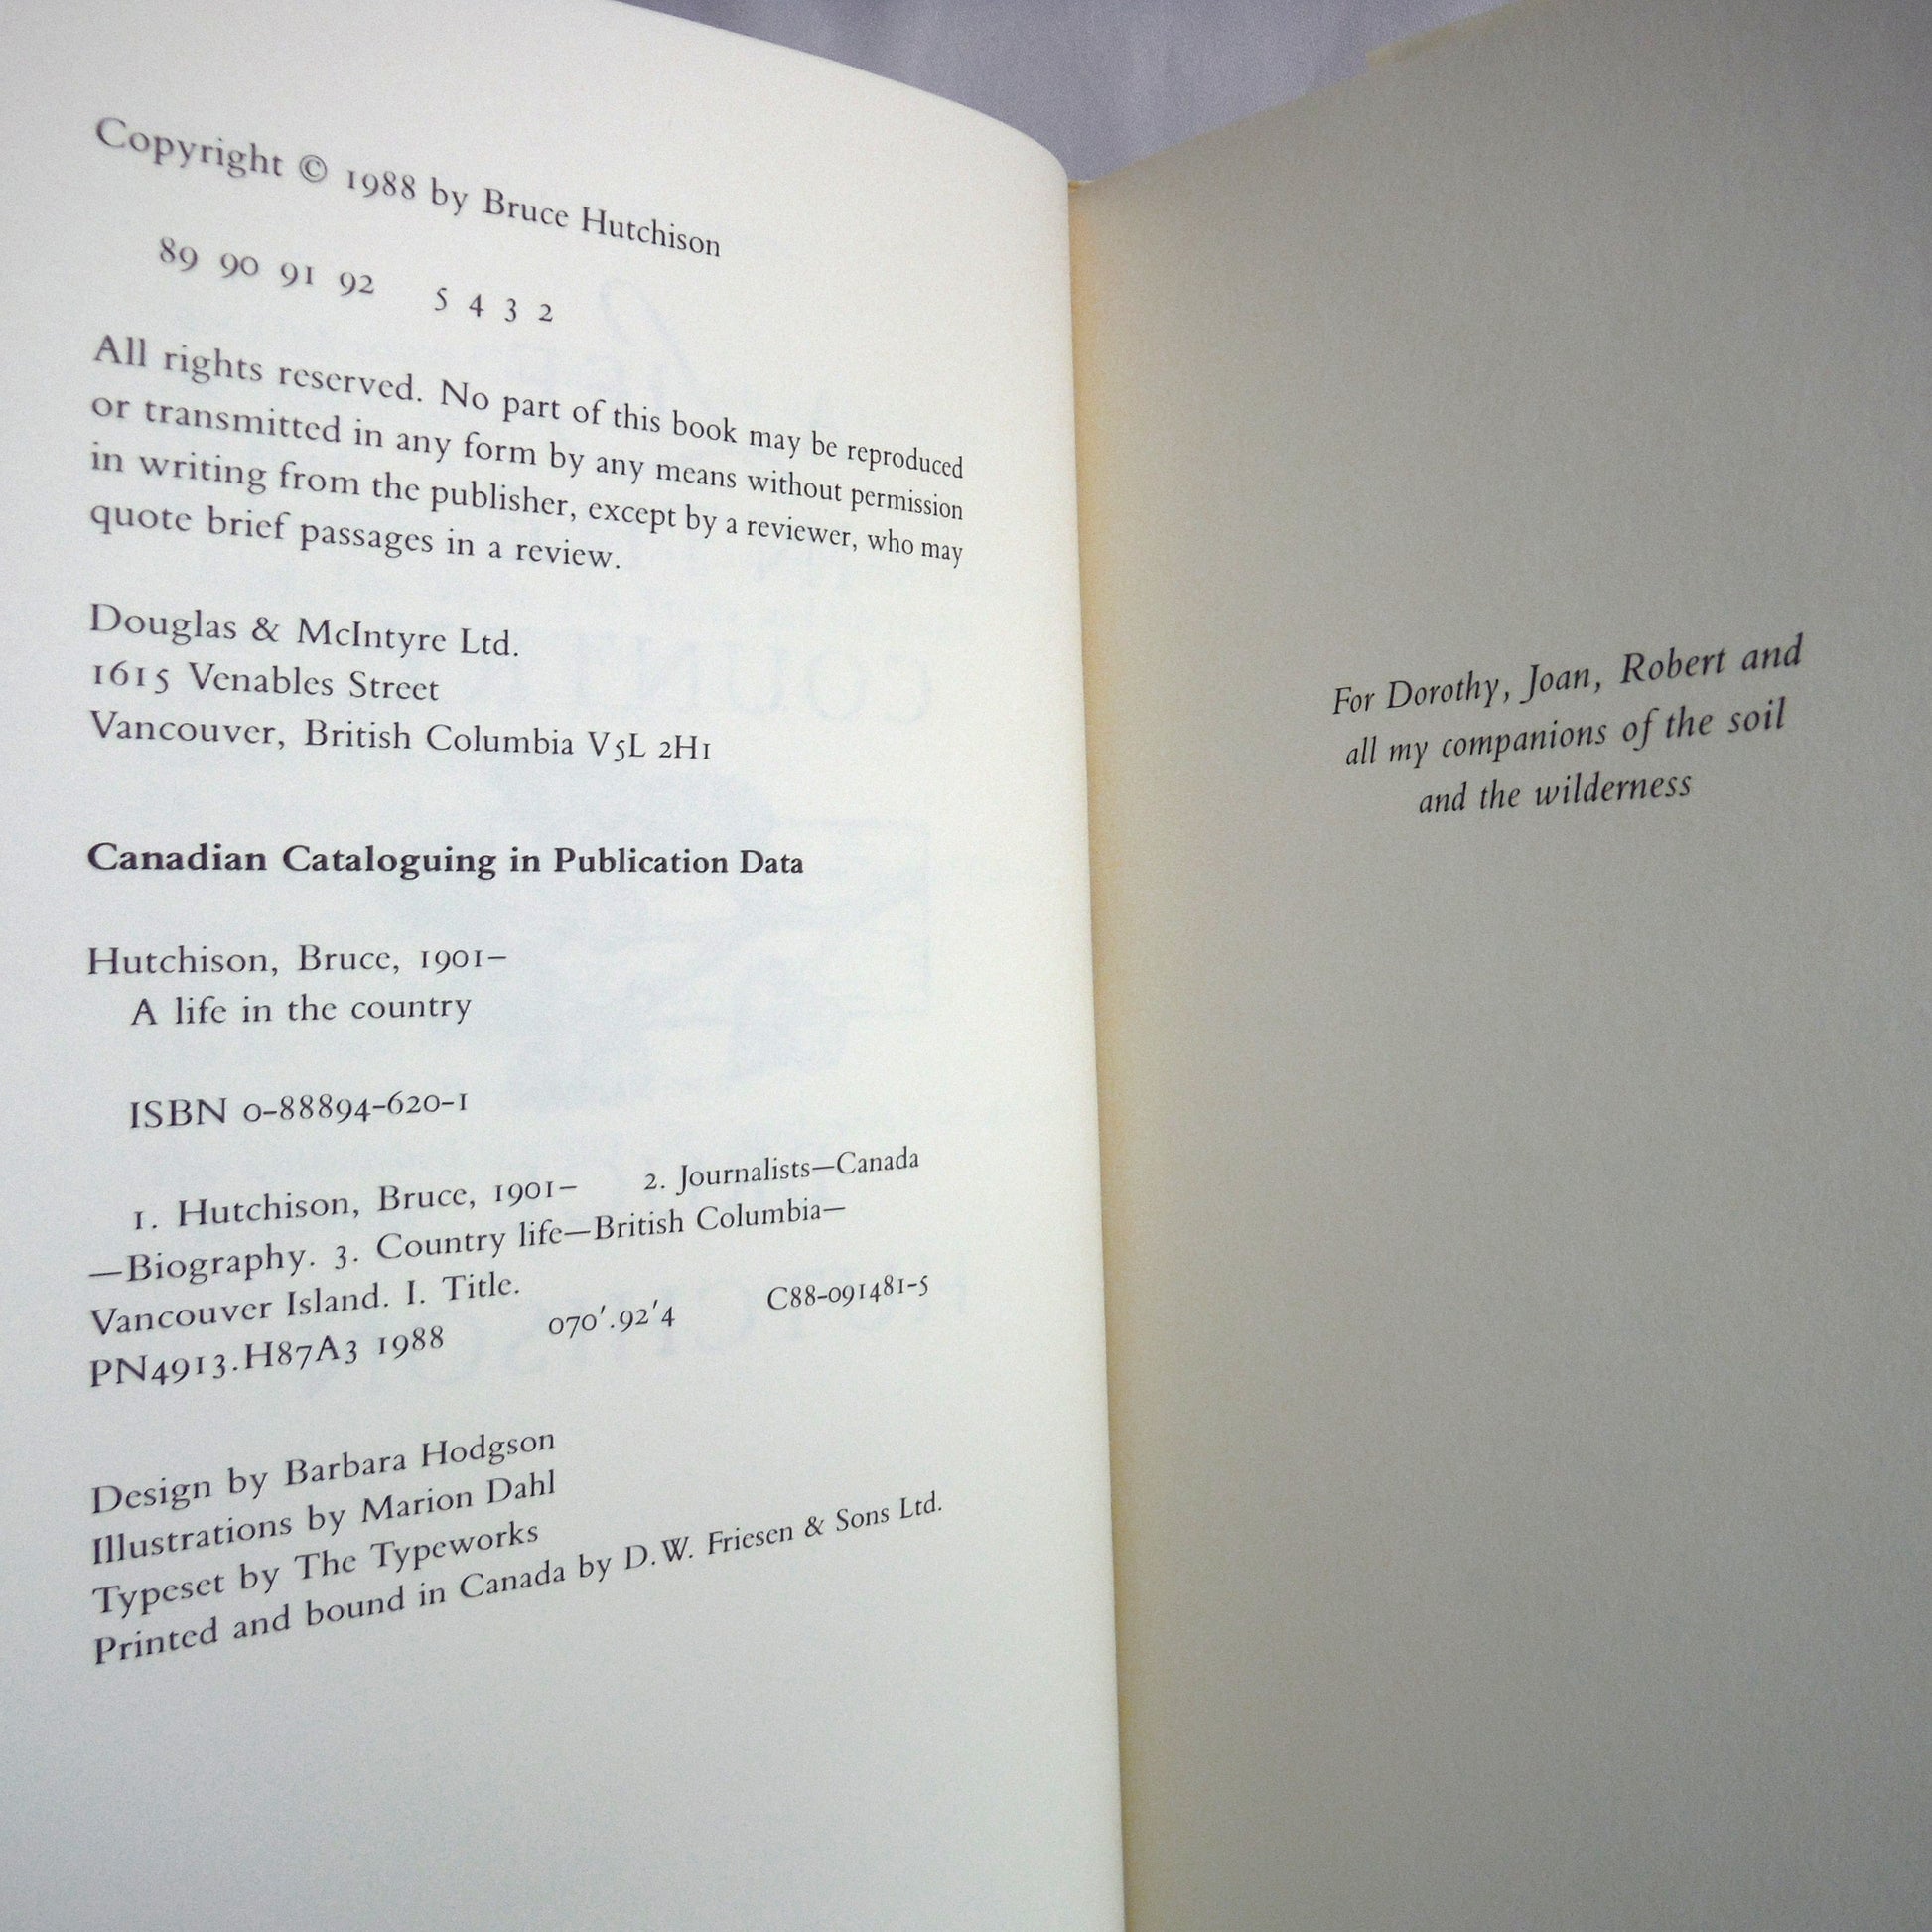 Copyright © 1988 by Bruce Hutchison
89 90 91 92 5 4 3 2
All rights reserved. No part of this book may be reproduced
or transmitted in any form by any means without permission
in writing from the publisher, except by a reviewer, who may
quote brief passages in a review.
Douglas & McIntyre Ltd.
1615 Venables Street
Vancouver, British Columbia V5L 2H1
Canadian Cataloguing in Publication Data
Hutchison, Bruce, 1901–
A life in the country
ISBN 0-88894-620-1
1. Hutchison, Bruce, 1901– 2. Journalists—Canada
—Biography. 3. Country life—British Columbia—
Vancouver Island. I. Title.
PN4913.H87A3 1988 070'.92'4 C88-091481-5
Design by Barbara Hodgson
Illustrations by Marion Dahl
Typeset by The Typeworks
Printed and bound in Canada by D.W. Friesen & Sons Ltd.
For Dorothy, Joan, Robert and
all my companions of the soil
and the wilderness